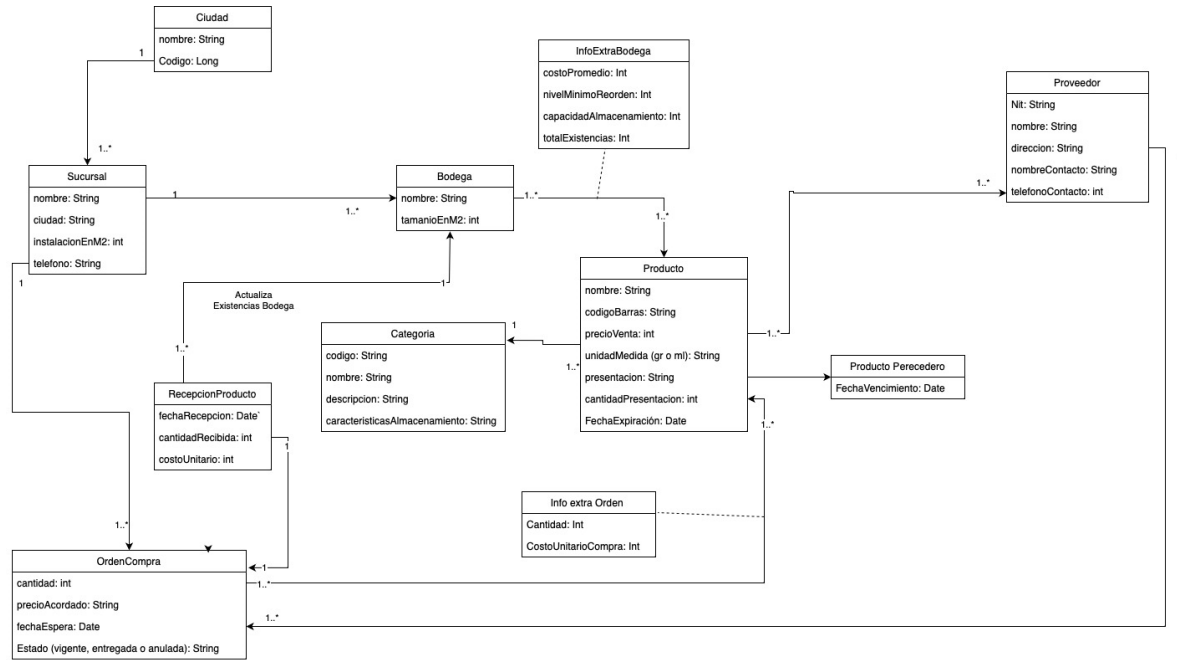 Ciudad
nombre: String
Codigo: Long
1
1..*
InfoExtraBodega
costoPromedio: Int
nivelMinimoReorden: Int
capacidadAlmacenamiento: Int
totalExistencias: Int
Proveedor
Nit: String
nombre: String
direccion: String
nombreContacto: String
telefonoContacto: int
1..*
Sucursal
nombre: String
ciudad: String
instalacionEnM2: int
telefono: String
1
1..*
1
Bodega
nombre: String
tamanioEnM2: int
1..*
1..*
1
Actualiza
Existencias Bodega
1..*
Producto
nombre: String
codigoBarras: String
precioVenta: int
unidadMedida (gr o ml): String
presentacion: String
cantidadPresentacion: int
FechaExpiración: Date
1..*
1
1..*
1..*
Categoria
codigo: String
nombre: String
descripcion: String
caracteristicasAlmacenamiento: String
Producto Perecedero
FechaVencimiento: Date
RecepcionProducto
fechaRecepcion: Date`
cantidadRecibida: int
costoUnitario: int
1
1
Info extra Orden
Cantidad: Int
CostoUnitarioCompra: Int
1..*
OrdenCompra
cantidad: int
precioAcordado: String
fechaEspera: Date
Estado (vigente, entregada o anulada): String
1..*
1..*